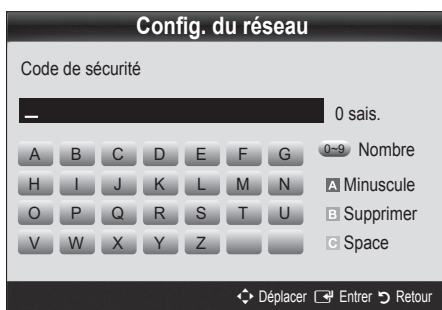 Config. du réseau
Code de sécurité
0 sais.
A B C D E F G 0~9 Nombre
H I J K L M N A Minuscule
O P Q R S T U B Supprimer
V W X Y Z C Space
Déplacer Entrer Retour